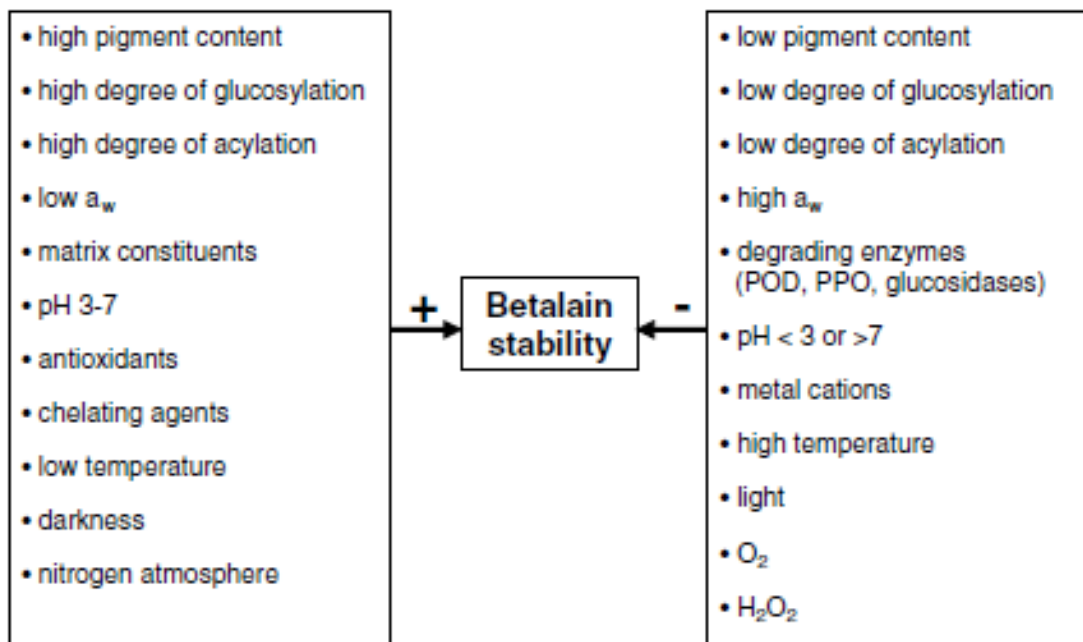 • high pigment content
• high degree of glucosylation
• high degree of acylation
• low a_w
• matrix constituents
• pH 3-7
• antioxidants
• chelating agents
• low temperature
• darkness
• nitrogen atmosphere
+
Betalain
stability
-
• low pigment content
• low degree of glucosylation
• low degree of acylation
• high a_w
• degrading enzymes
(POD, PPO, glucosidases)
• pH < 3 or >7
• metal cations
• high temperature
• light
• O₂
• H₂O₂